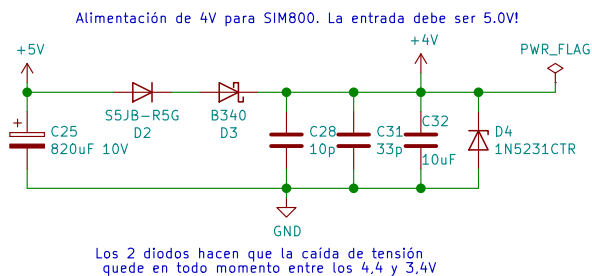 Alimentación de 4V para SIM800. La entrada debe ser 5.0V!
+5V
+4V
PWR_FLAG
S5JB-R5G
D2
B340
D3
+
C25
820uF 10V
C28
10p
C31
33p
C32
10uF
D4
1N5231CTR
GND
Los 2 diodos hacen que la caída de tensión
quede en todo momento entre los 4,4 y 3,4V